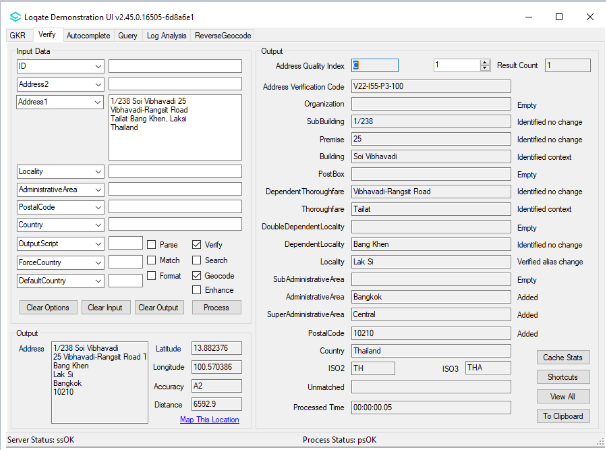 Loqate Demonstration UI v2.45.0.16505-6d8a6e1
GKR Verify Autocomplete Query Log Analysis ReverseGeocode
Input Data
ID
Address2
Address1
1/238 Soi Vibhavadi 25
Vibhavadi-Rangsit Road
Talat Bang Khen, Laksi
Thailand
Locality
AdministrativeArea
PostalCode
Country
OutputScript
ForceCountry
DefaultCountry
Parse
Verify
Match
Search
Format
Geocode
Enhance
Clear Options
Clear Input
Clear Output
Process
Output
Address
1/238 Soi Vibhavadi
25 Vibhavadi-Rangsit Road T
Bang Khen
Lak Si
Bangkok
10210
Latitude 13.882376
Longitude 100.570386
Accuracy A2
Distance 6592.9
Map This Location
Output
Address Quality Index
1
Result Count 1
Address Verification Code V22-I55-P3-100
Organization Empty
SubBuilding 1/238 Identified no change
Premise 25 Identified no change
Building Soi Vibhavadi Identified context
PostBox Empty
DependentThoroughfare Vibhavadi-Rangsit Road Identified no change
Thoroughfare Talat Identified context
DoubleDependentLocality Empty
DependentLocality Bang Khen Identified no change
Locality Lak Si Verified alias change
SubAdministrativeArea Empty
AdministrativeArea Bangkok Added
SuperAdministrativeArea Central Added
PostalCode 10210 Added
Country Thailand
ISO2 TH ISO3 THA
Unmatched
Processed Time 00:00:00.05
Cache Stats
Shortcuts
View All
To Clipboard
Server Status: ssOK
Process Status: psOK